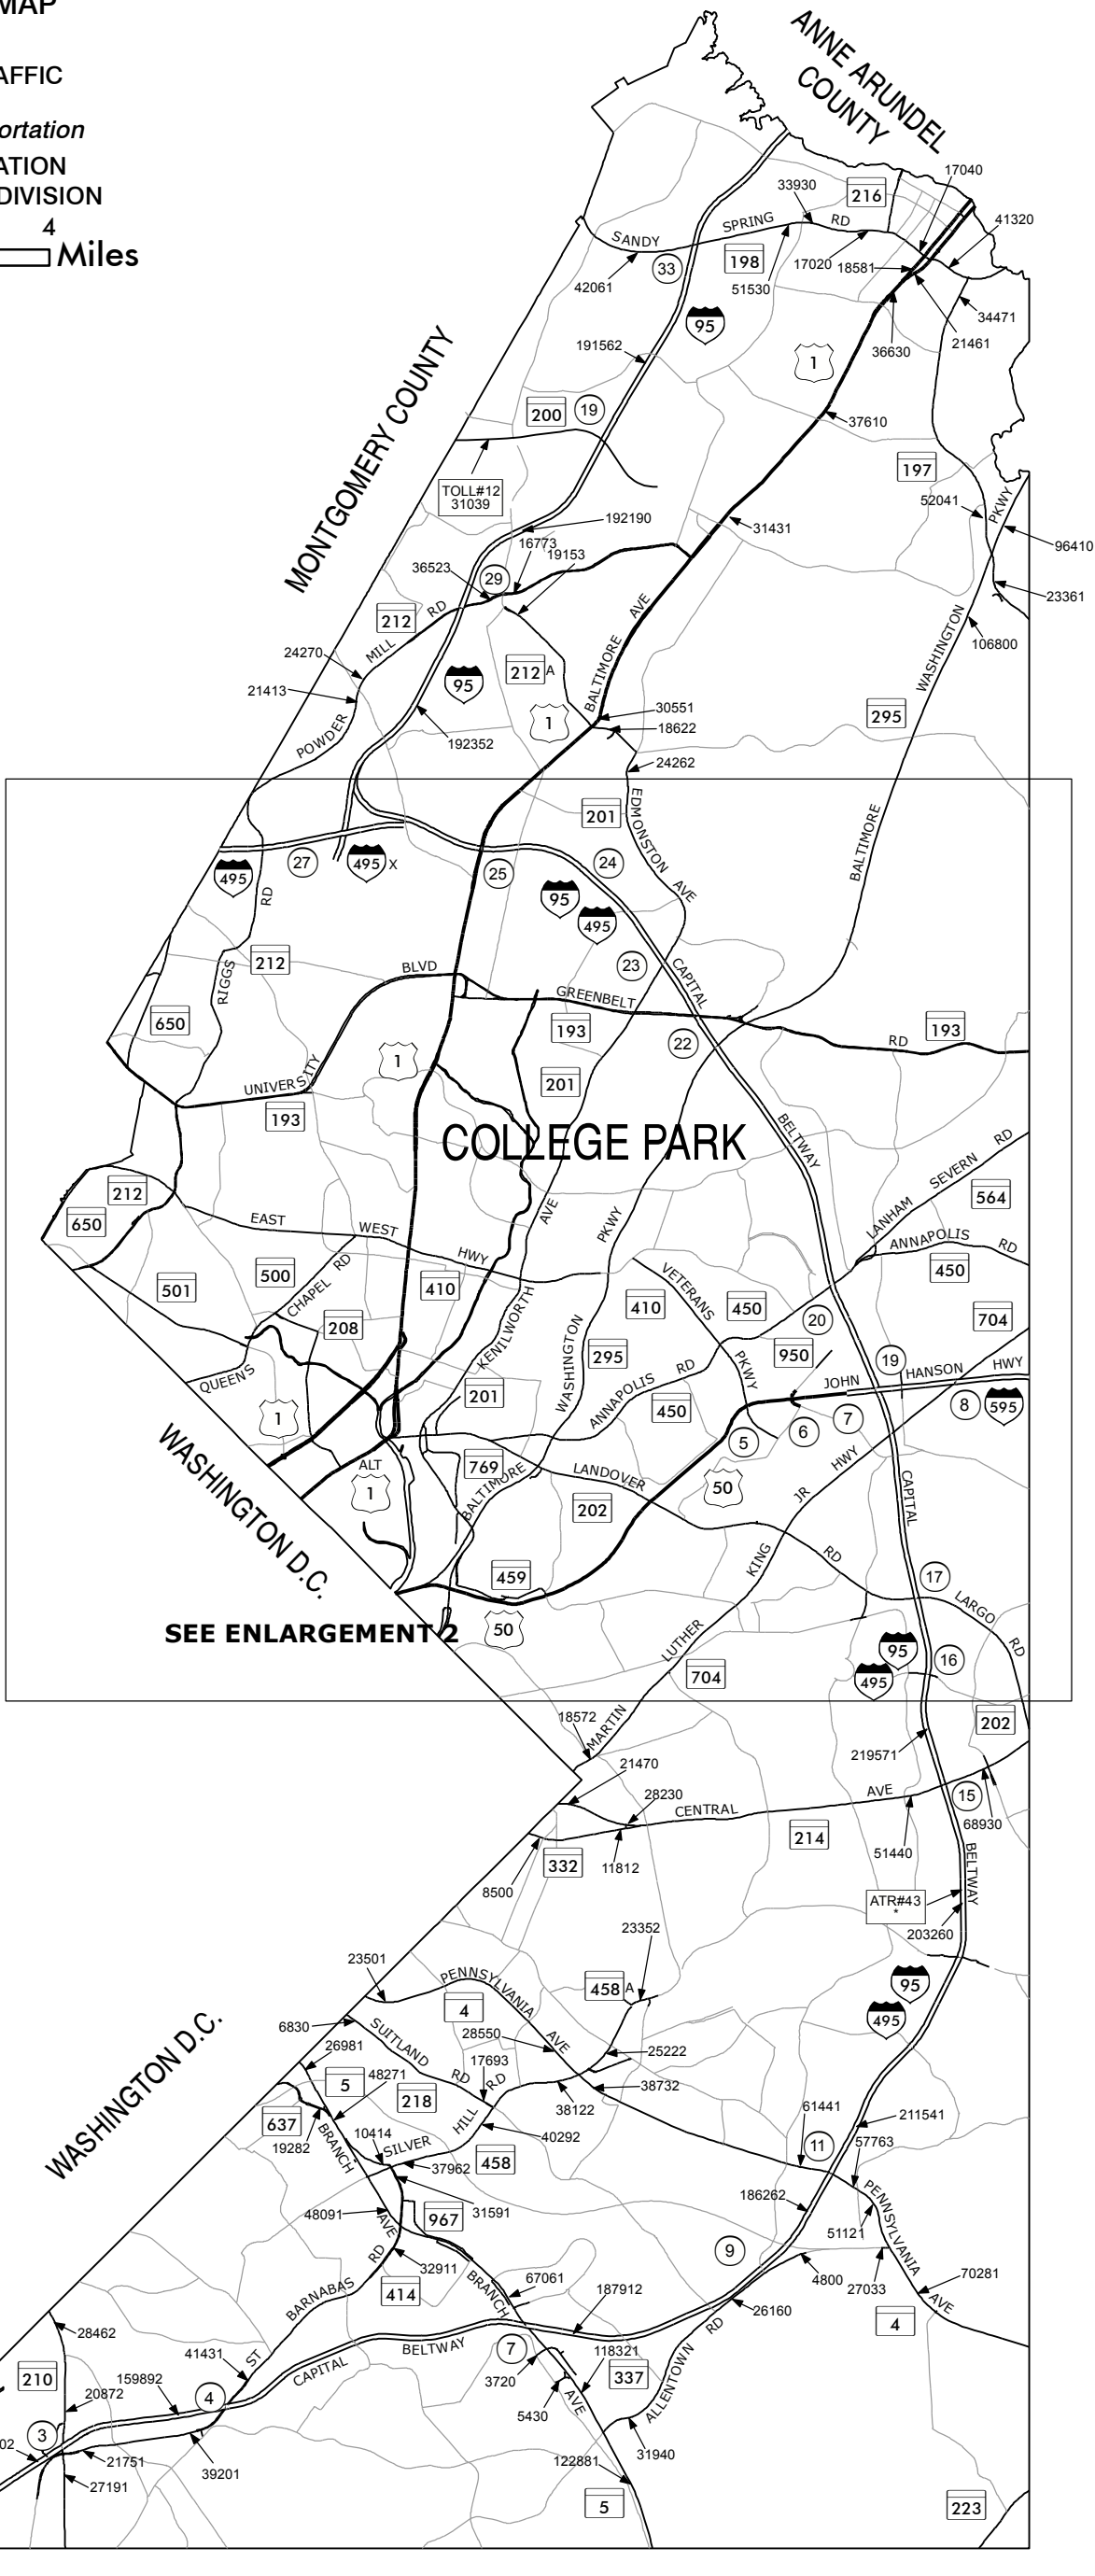 MAP
AFFIC
ortation
ATION
DIVISION
4
Miles
ANNE ARUNDEL
COUNTY
17040
33930
216
41320
SANDY
SPRING
RD
33
198
17020
18581
42061
51530
95
34471
191562
36630
21461
1
200
19
37610
MONTGOMERY COUNTY
197
TOLL#12
31039
52041
PKWY
192190
31431
96410
16773
19153
36523
29
23361
212
RD
AVE
MILL
WASHINGTON
106800
24270
212 A
95
BALTIMORE
21413
30551
295
1
18622
POWDER
192352
24262
EDMONSTON
201
BALTIMORE
27
495
495 X
25
24
AVE
95
RD
495
23
CAPITAL
212
BLVD
RIGGS
GREENBELT
650
193
193
22
RD
1
UNIVERSITY
201
193
COLLEGE PARK
BELTWAY
RD
SEVERN
212
564
AVE
LANHAM
650
EAST
WEST
PKWY
ANNAPOLIS
RD
HWY
450
500
RD
VETERANS
501
410
CHAPEL
410
450
704
208
KENILWORTH
20
WASHINGTON
295
950
19
QUEENS
RD
PKWY
JOHN
HANSON
HWY
201
ANNAPOLIS
1
450
8
595
7
6
5
WASHINGTON D.C.
ALT
1
769
BALTIMORE
LANDOVER
HWY
50
CAPITAL
202
JR
KING
RD
459
17
50
LARGO
SEE ENLARGEMENT 2
RD
LUTHER
95
16
704
495
MARTIN
18572
202
219571
21470
28230
AVE
15
CENTRAL
68930
214
51440
332
11812
BELTWAY
8500
ATR#43
*
23352
203260
23501
PENNSYLVANIA
95
458 A
4
495
WASHINGTON D.C.
6830
SUITLAND
28550
AVE
26981
25222
17693
5
48271
RD
RD
38732
218
61441
637
38122
211541
HILL
19282
BRANCH
10414
SILVER
40292
11
57763
458
37962
186262
PENNSYLVANIA
31591
48091
967
AVE
51121
9
RD
32911
BRANCH
67061
187912
4800
27033
70281
BARNABAS
414
26160
AVE
28462
RD
4
7
118321
41431
ST
CAPITAL
BELTWAY
210
159892
3720
337
ALLENTOWN
20872
4
5430
AVE
3
02
21751
31940
39201
122881
27191
5
223